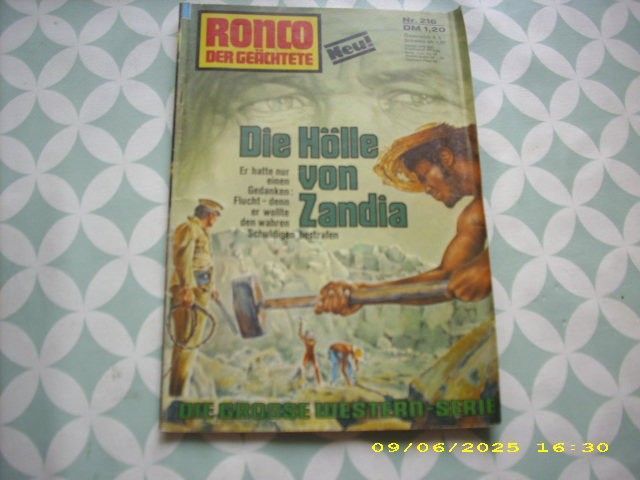 RONCO
DER GEÄCHTETE
Neu!
Nr. 216
DM 1,20
Die Hölle
von
Zandia
Er hatte nur
einen
Gedanken:
Flucht – denn
er wollte
den wahren
Schuldigen bestrafen
DIE GROSSE WESTERN-SERIE
09/06/2025 16:30